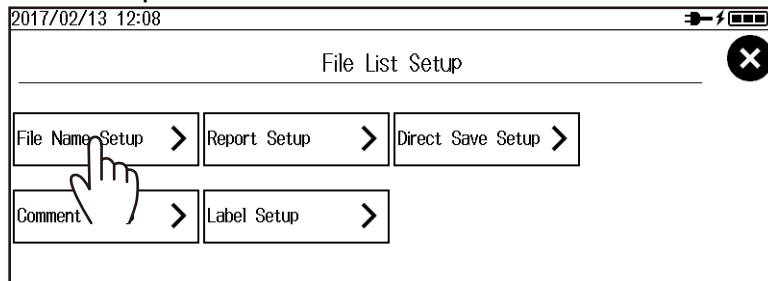 2017/02/13 12:08
File List Setup
File Name Setup
Report Setup
Direct Save Setup
Comment
Label Setup